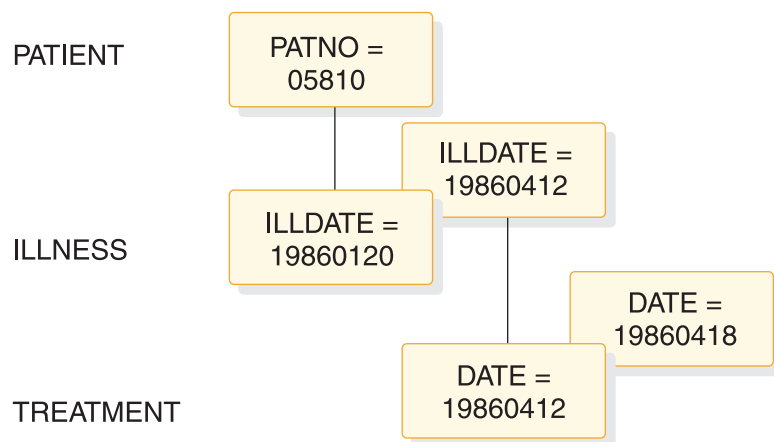 PATIENT
PATNO =
05810
ILLDATE =
19860412
ILLNESS
ILLDATE =
19860120
DATE =
19860418
TREATMENT
DATE =
19860412